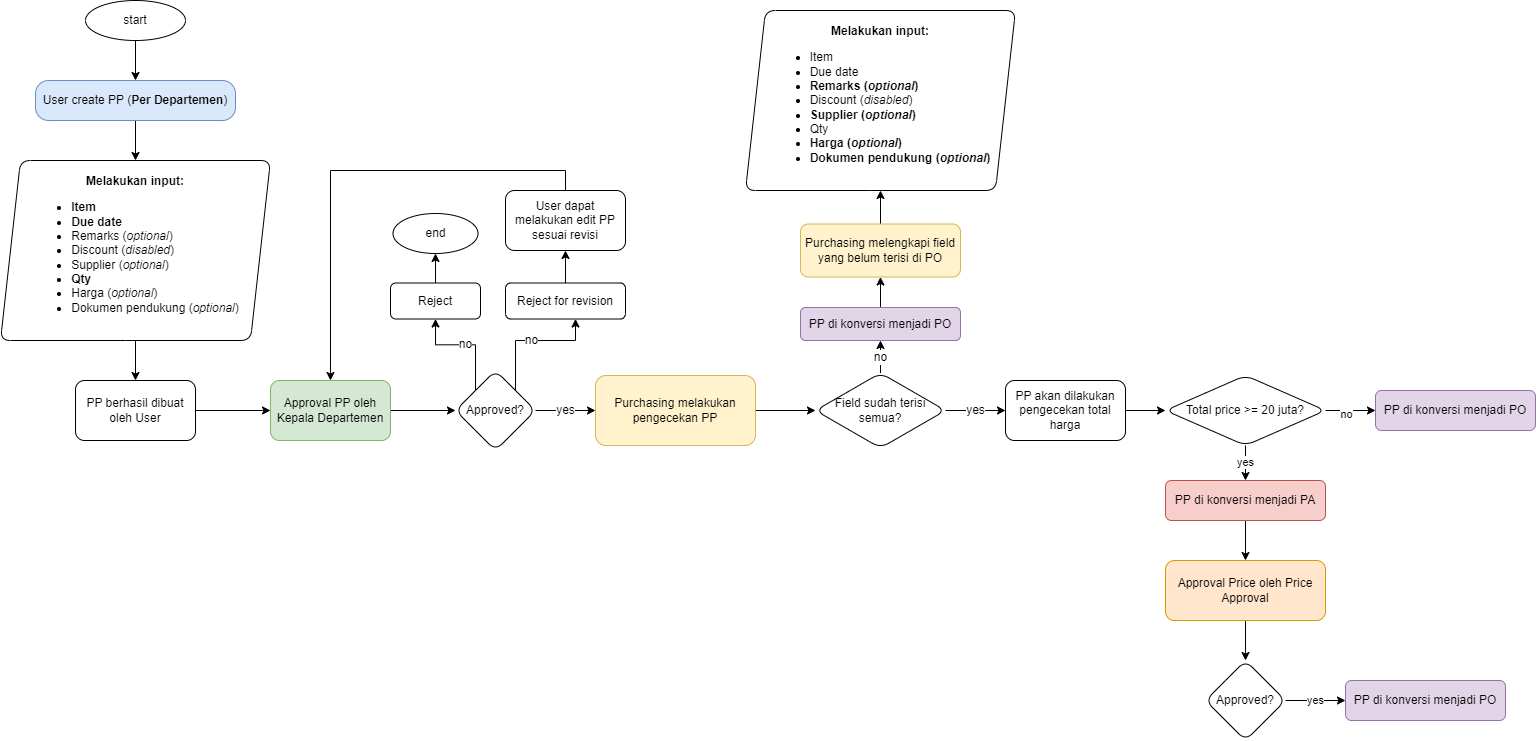 start
User create PP (Per Departemen)
Melakukan input:
Item
Due date
Remarks (optional)
Discount (disabled)
Supplier (optional)
Qty
Harga (optional)
Dokumen pendukung (optional)
PP berhasil dibuat
oleh User
Approval PP oleh
Kepala Departemen
Approved?
no
Reject
end
no
Reject for revision
User dapat
melakukan edit PP
sesuai revisi
yes
Purchasing melakukan
pengecekan PP
Field sudah terisi
semua?
no
PP di konversi menjadi PO
Purchasing melengkapi field
yang belum terisi di PO
Melakukan input:
Item
Due date
Remarks (optional)
Discount (disabled)
Supplier (optional)
Qty
Harga (optional)
Dokumen pendukung (optional)
yes
PP akan dilakukan
pengecekan total
harga
Total price >= 20 juta?
no
PP di konversi menjadi PO
yes
PP di konversi menjadi PA
Approval Price oleh Price
Approval
Approved?
yes
PP di konversi menjadi PO